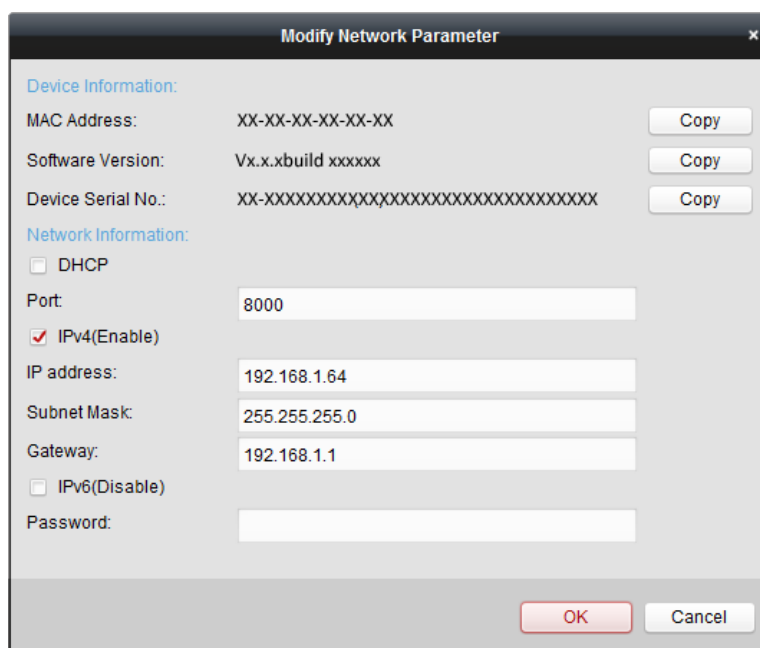 Modify Network Parameter ×
Device Information:
MAC Address: XX-XX-XX-XX-XX-XX Copy
Software Version: Vx.x.xbuild xxxxxx Copy
Device Serial No.: XX-XXXXXXXXXXXXXXXXXXXXXXXXXXXXXXX Copy
Network Information:
DHCP
Port: 8000
IPv4(Enable)
IP address: 192.168.1.64
Subnet Mask: 255.255.255.0
Gateway: 192.168.1.1
IPv6(Disable)
Password:
OK Cancel